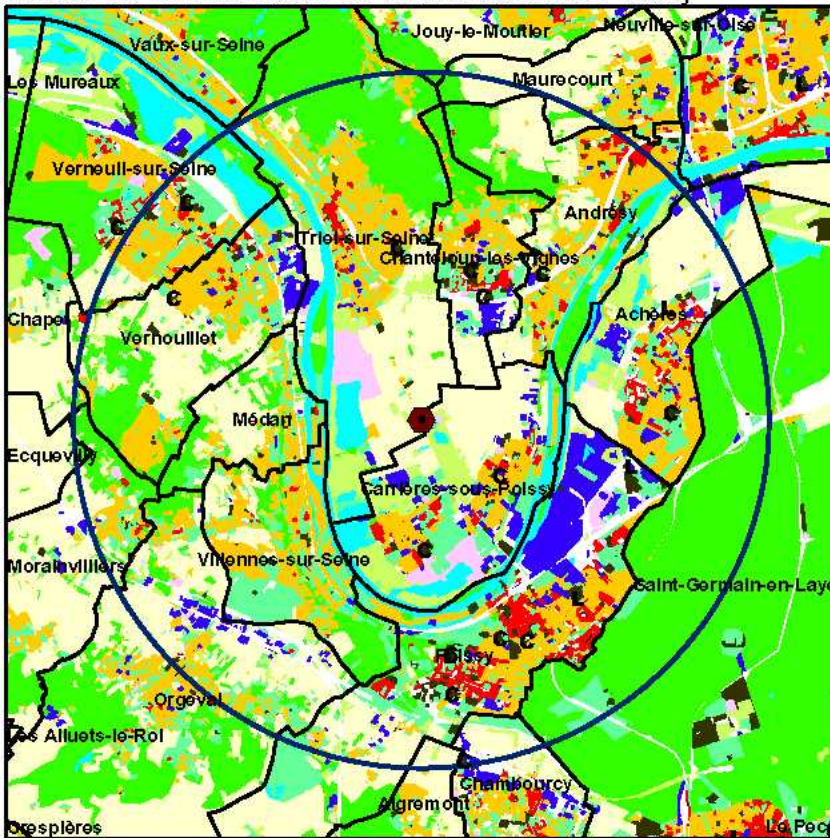 Vaux-sur-Seine
Jouy-le-Moutier
Neuville-sur-Oise
Les Mureaux
Maurecourt
C
L
Verneuil-sur-Seine
C
C
Andrésy
Triel-sur-Seine
C
Chanteloup-les-Vignes
C
C
C
C
Achères
L
Chapet
Vernouillet
Médan
C
Ecquevilly
C
Carrières-sous-Poissy
C
Morainvilliers
Villennes-sur-Seine
Saint-Germain-en-Laye
L
C
C
Poissy
C
Orgeval
Les Alluets-le-Roi
C
Chambourcy
Aigremont
Crespières
Le Pecq